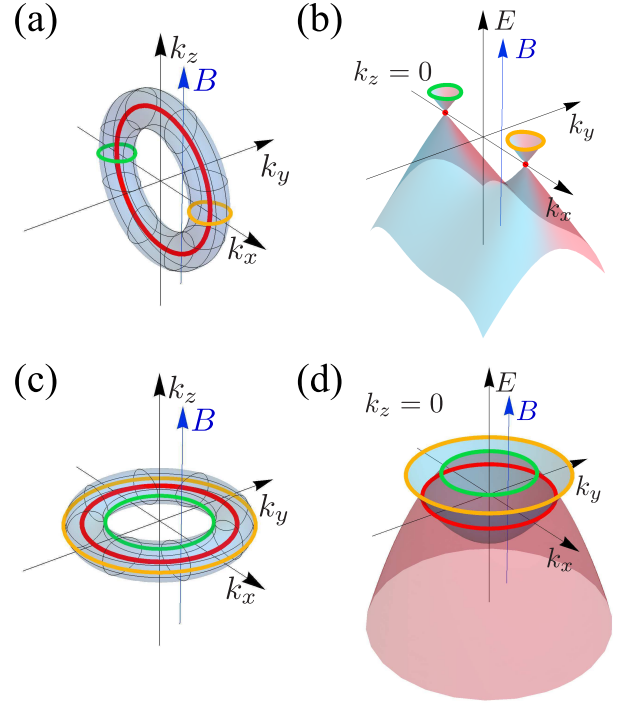 (a)
k_z
B
k_y
k_x
(b)
E
B
k_z = 0
k_y
k_x
(c)
k_z
B
k_y
k_x
(d)
E
k_z = 0
B
k_y
k_x